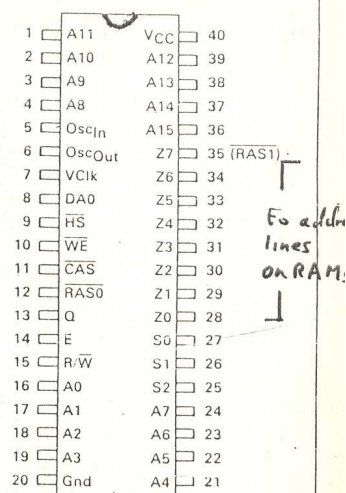 1 A11 VCC 40
2 A10 A12 39
3 A9 A13 38
4 A8 A14 37
5 OscIn A15 36
6 OscOut Z7 35 (RAS1)
7 VClk Z6 34
8 DA0 Z5 33
9 HS Z4 32
10 WE Z3 31
11 CAS Z2 30
12 RAS0 Z1 29
13 Q Z0 28
14 E S0 27
15 R/W S1 26
16 A0 S2 25
17 A1 A7 24
18 A2 A6 23
19 A3 A5 22
20 Gnd A4 21
lines
on RAMs